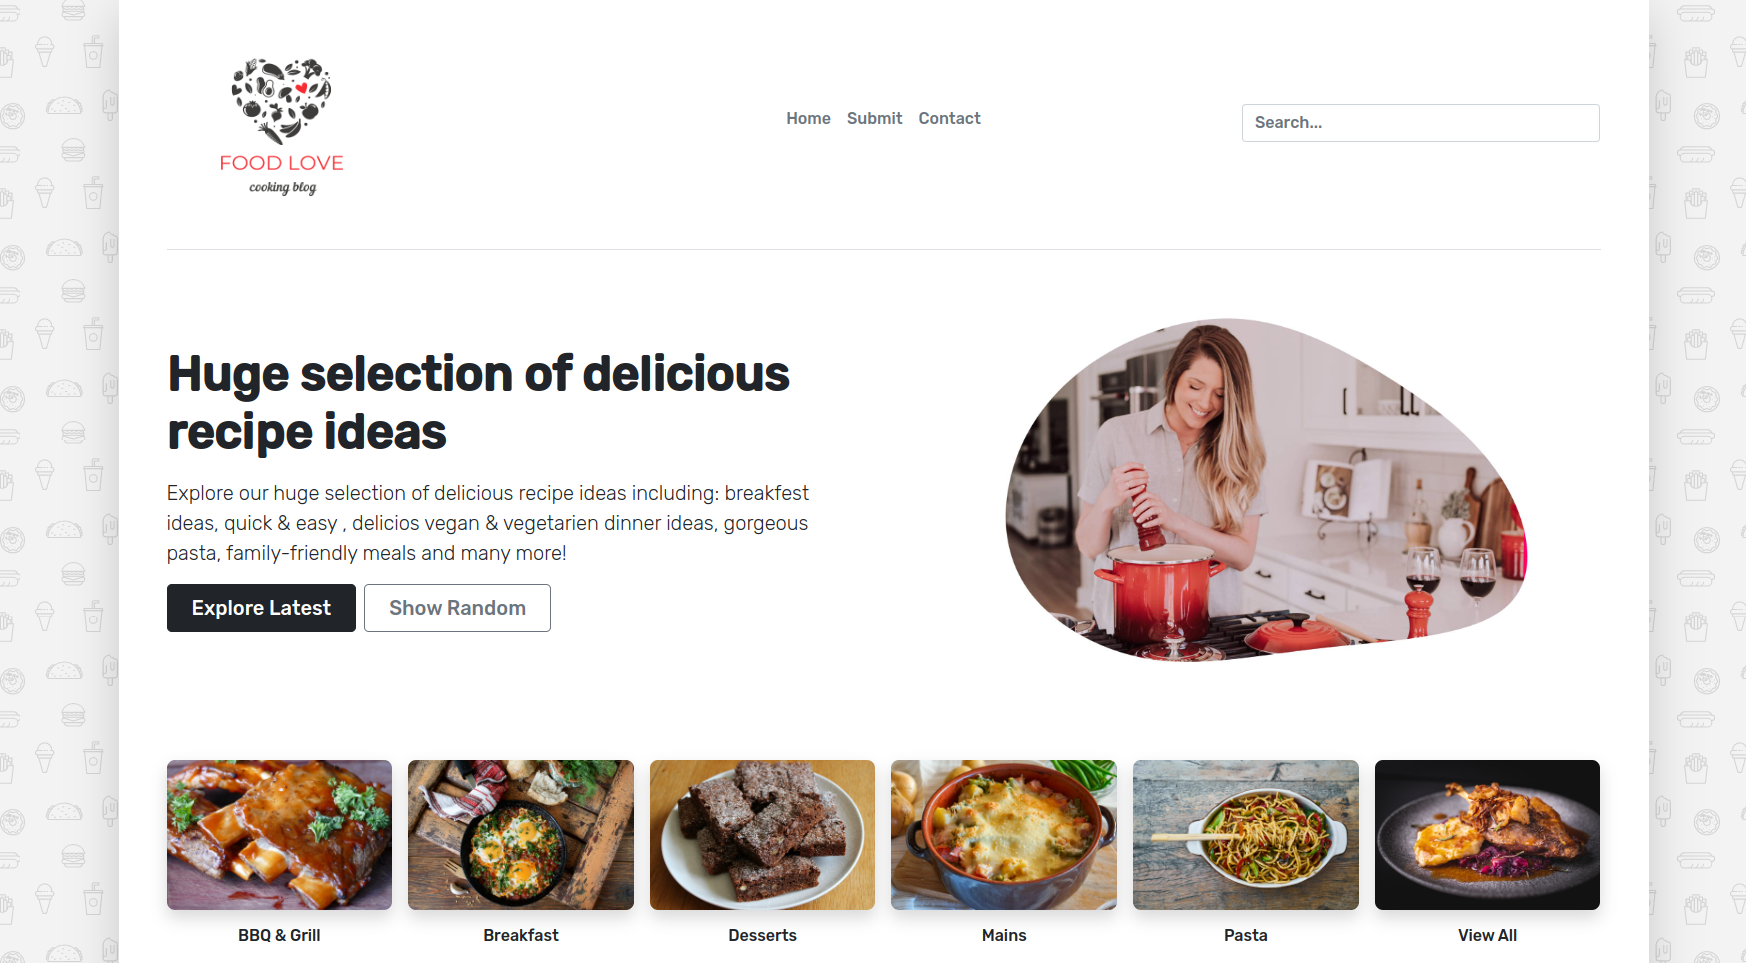 FOOD LOVE
cooking blog
Home Submit Contact
Search...
Huge selection of delicious
recipe ideas
Explore our huge selection of delicious recipe ideas including: breakfest
ideas, quick & easy , delicios vegan & vegetarien dinner ideas, gorgeous
pasta, family-friendly meals and many more!
Explore Latest Show Random
BBQ & Grill Breakfast Desserts Mains Pasta View All